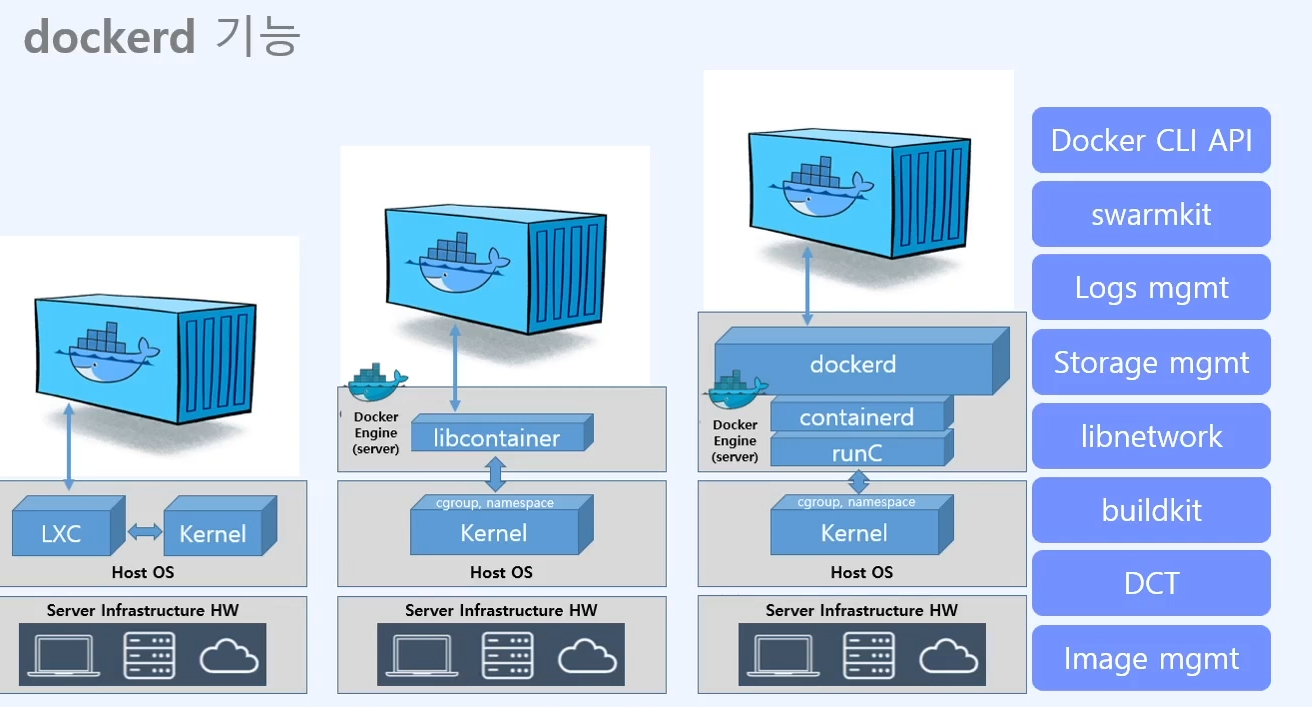 dockerd 기능
LXC
Kernel
Host OS
Server Infrastructure HW
Docker
Engine
(server)
libcontainer
cgroup, namespace
Kernel
Host OS
Server Infrastructure HW
dockerd
Docker
Engine
(server)
containerd
runC
cgroup, namespace
Kernel
Host OS
Server Infrastructure HW
Docker CLI API
swarmkit
Logs mgmt
Storage mgmt
libnetwork
buildkit
DCT
Image mgmt